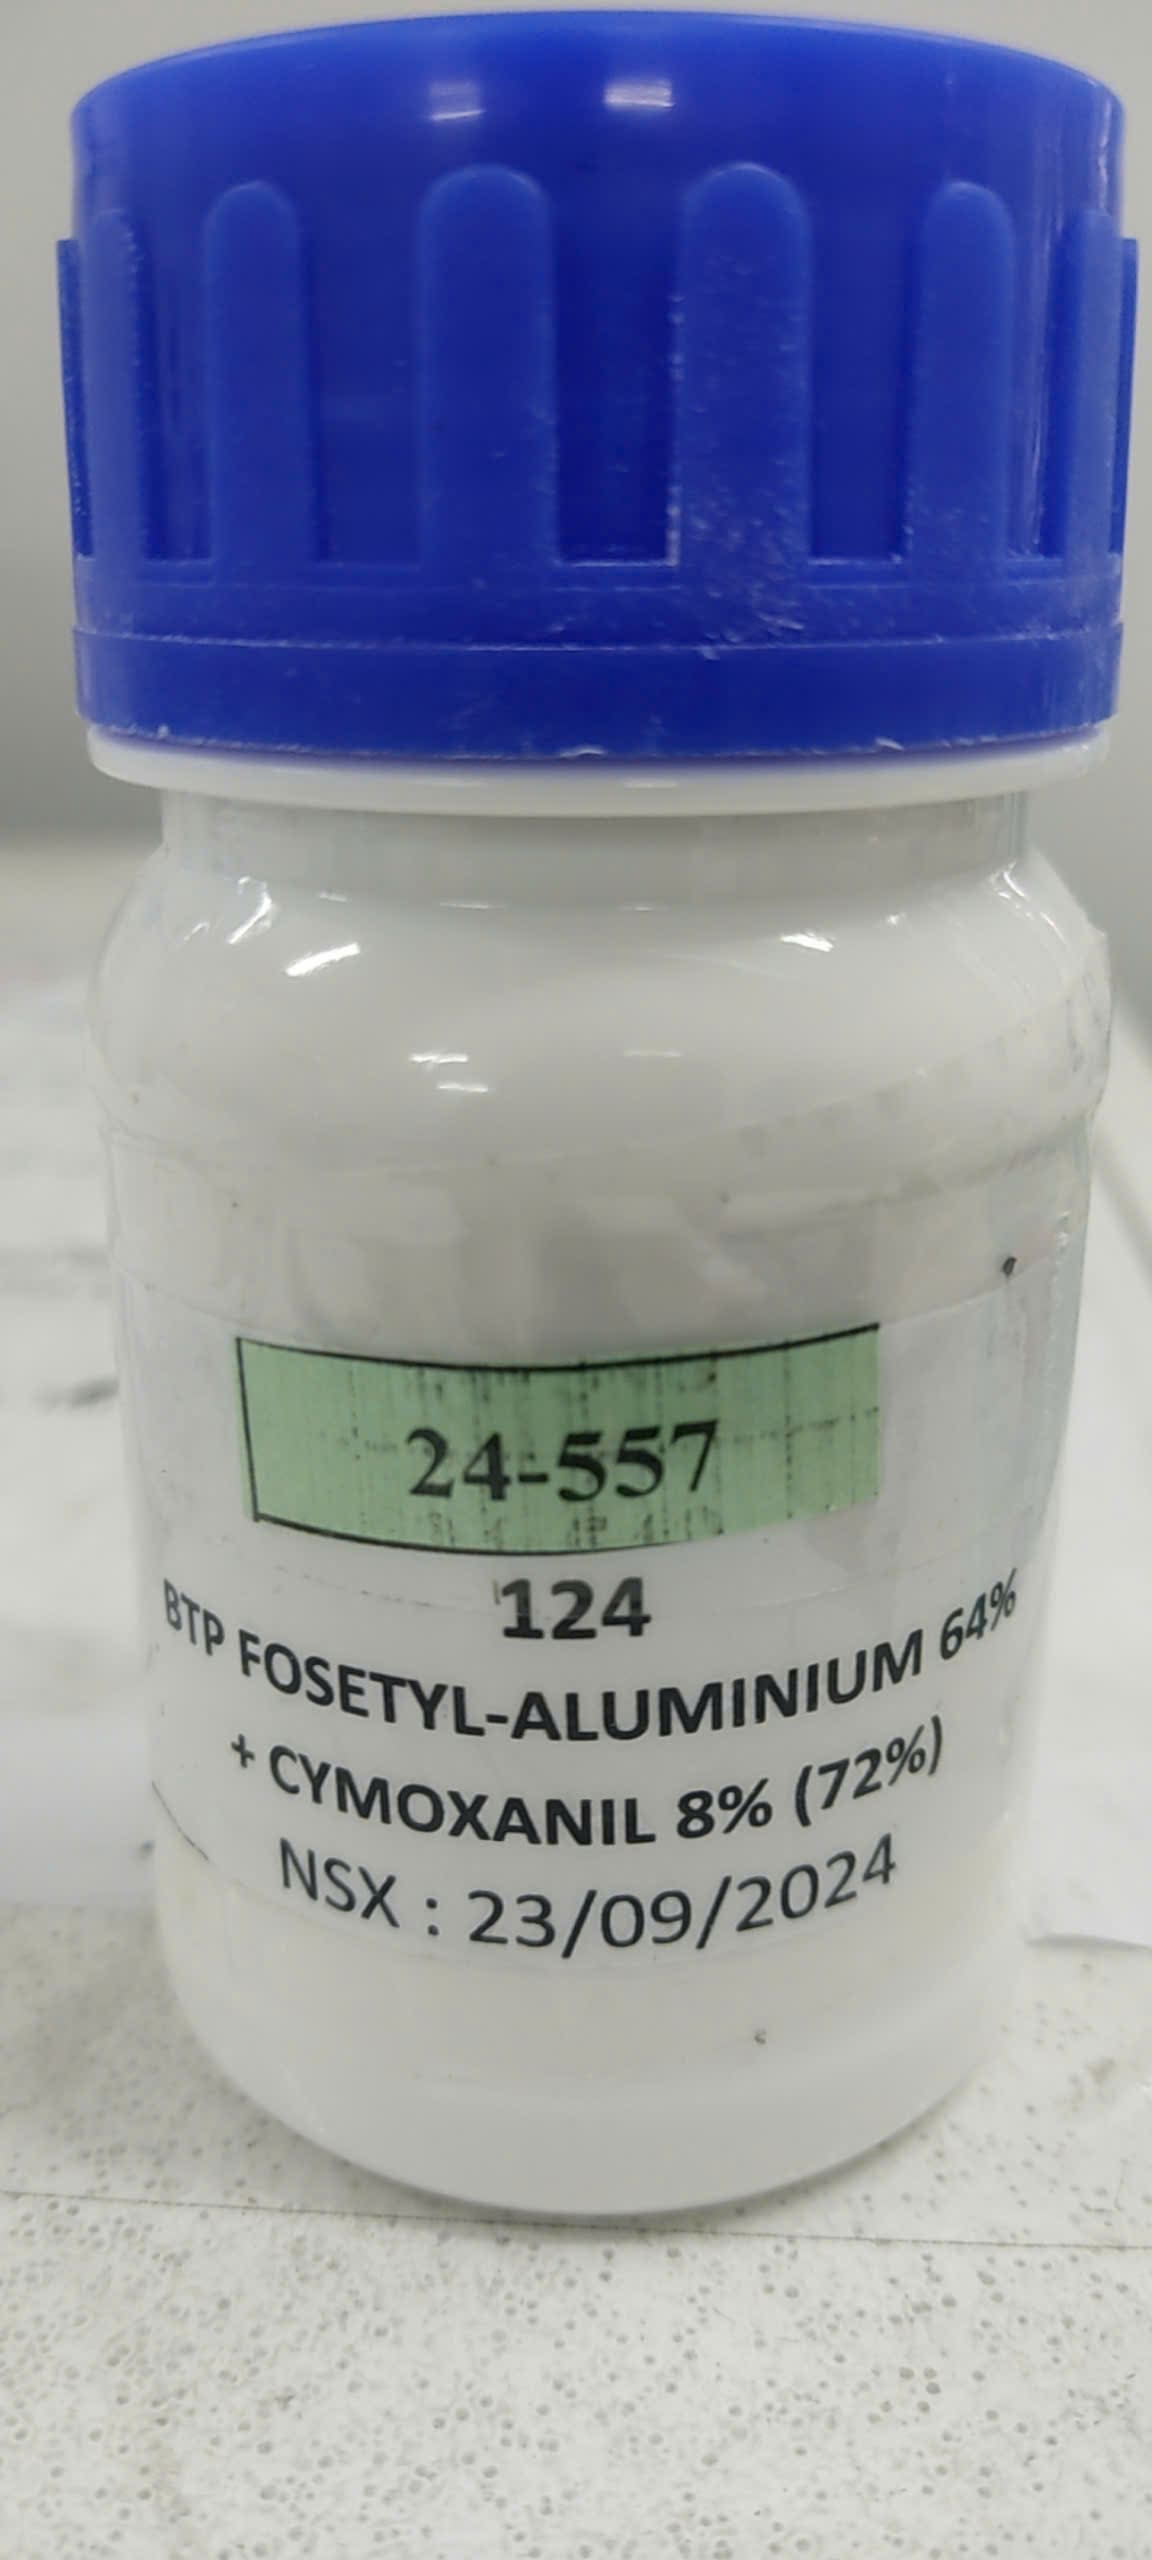 24-557
124
BTP FOSETYL-ALUMINIUM 64%
+ CYMOXANIL 8% (72%)
NSX : 23/09/2024